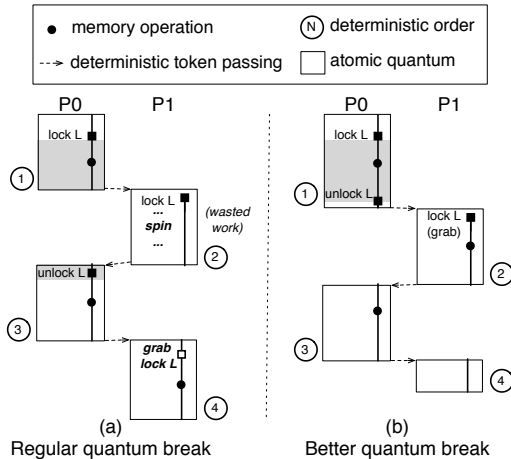 memory operation
N deterministic order
deterministic token passing
atomic quantum
P0 P1
lock L
1
lock L
...
spin
...
(wasted
work)
2
unlock L
3
grab
lock L
4
(a)
Regular quantum break
P0 P1
lock L
1
unlock L
lock L
(grab)
2
3
4
(b)
Better quantum break